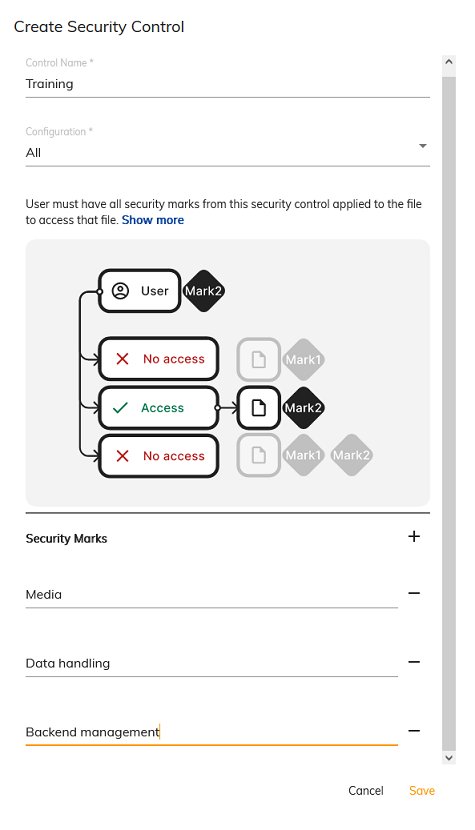 Create Security Control
Control Name *
Training
Configuration *
All
User must have all security marks from this security control applied to the file
to access that file. Show more
User Mark2
No access Mark1
Access Mark2
No access Mark1 Mark2
Security Marks
Media
Data handling
Backend management
Cancel Save